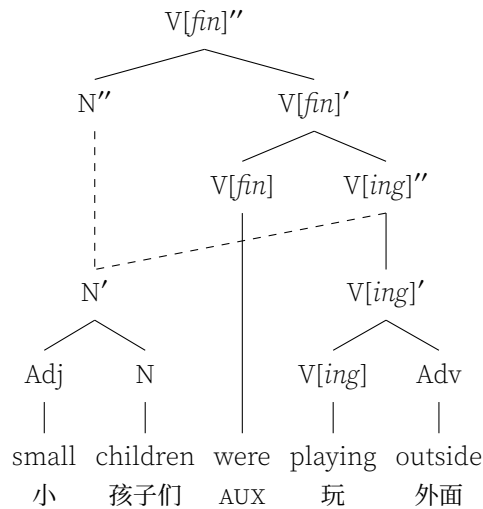 V[fin]″
N″ V[fin]′
V[fin] V[ing]″
N′ V[ing]′
Adj N V[ing] Adv
small children were playing outside
小 孩子们 AUX 玩 外面